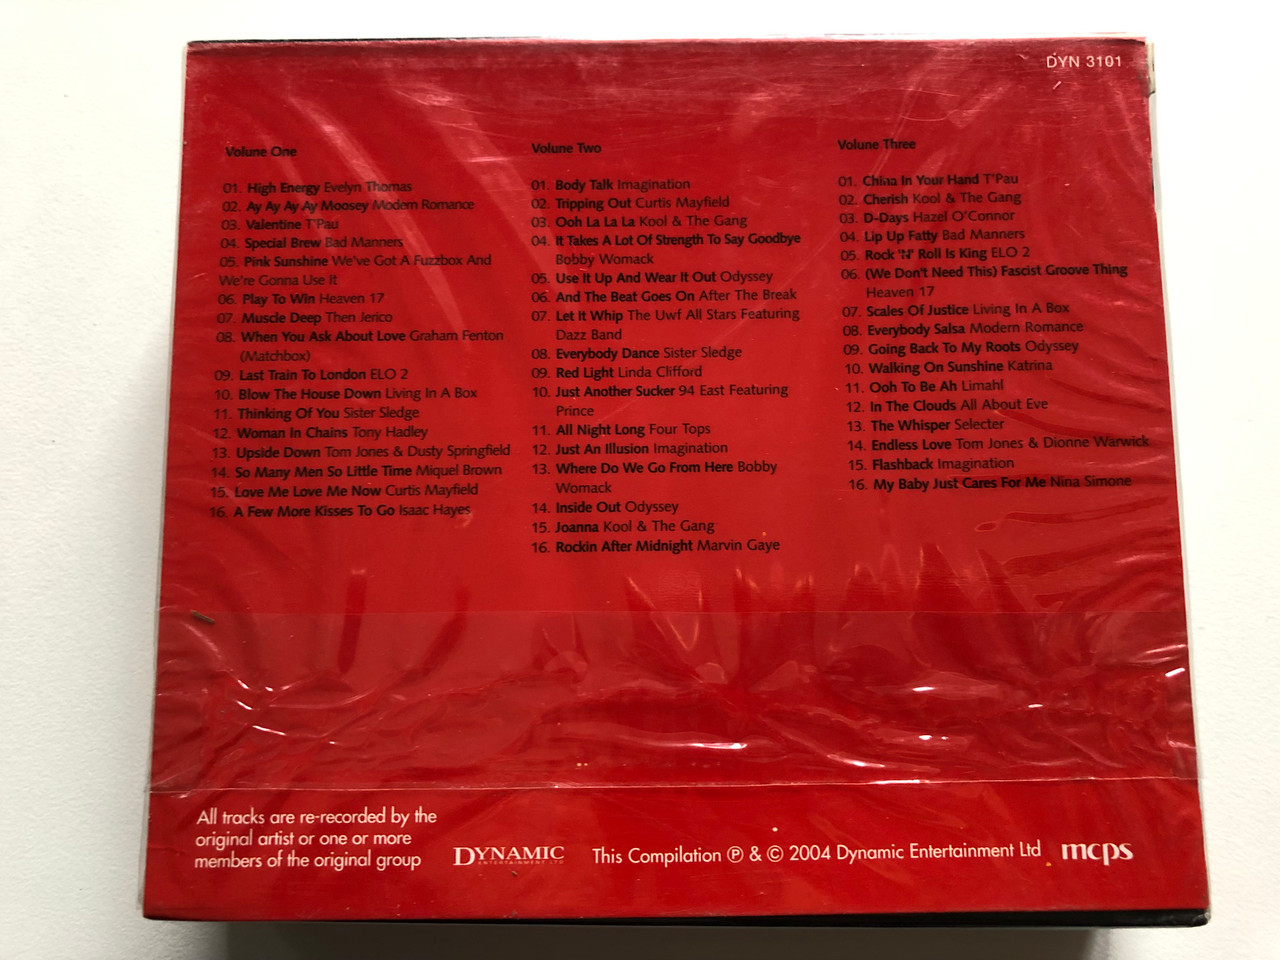 DYN 3101
Volune One
01. High Energy Evelyn Thomas
02. Ay Ay Ay Ay Moosey Modern Romance
03. Valentine T'Pau
04. Special Brew Bad Manners
05. Pink Sunshine We've Got A Fuzzbox And
We're Gonna Use It
06. Play To Win Heaven 17
07. Muscle Deep Then Jerico
08. When You Ask About Love Graham Fenton
(Matchbox)
09. Last Train To London ELO 2
10. Blow The House Down Living In A Box
11. Thinking Of You Sister Sledge
12. Woman In Chains Tony Hadley
13. Upside Down Tom Jones & Dusty Springfield
14. So Many Men So Little Time Miquel Brown
15. Love Me Love Me Now Curtis Mayfield
16. A Few More Kisses To Go Isaac Hayes
Volune Two
01. Body Talk Imagination
02. Tripping Out Curtis Mayfield
03. Ooh La La La Kool & The Gang
04. It Takes A Lot Of Strength To Say Goodbye
Bobby Womack
05. Use It Up And Wear It Out Odyssey
06. And The Beat Goes On After The Break
07. Let It Whip The Uwf All Stars Featuring
Dazz Band
08. Everybody Dance Sister Sledge
09. Red Light Linda Clifford
10. Just Another Sucker 94 East Featuring
Prince
11. All Night Long Four Tops
12. Just An Illusion Imagination
13. Where Do We Go From Here Bobby
Womack
14. Inside Out Odyssey
15. Joanna Kool & The Gang
16. Rockin After Midnight Marvin Gaye
Volune Three
01. China In Your Hand T'Pau
02. Cherish Kool & The Gang
03. D-Days Hazel O'Connor
04. Lip Up Fatty Bad Manners
05. Rock 'N' Roll Is King ELO 2
06. (We Don't Need This) Fascist Groove Thing
Heaven 17
07. Scales Of Justice Living In A Box
08. Everybody Salsa Modern Romance
09. Going Back To My Roots Odyssey
10. Walking On Sunshine Katrina
11. Ooh To Be Ah Limahl
12. In The Clouds All About Eve
13. The Whisper Selecter
14. Endless Love Tom Jones & Dionne Warwick
15. Flashback Imagination
16. My Baby Just Cares For Me Nina Simone
All tracks are re-recorded by the
original artist or one or more
members of the original group
DYNAMIC
ENTERTAINMENT LTD
This Compilation ℗ & © 2004 Dynamic Entertainment Ltd
mcps